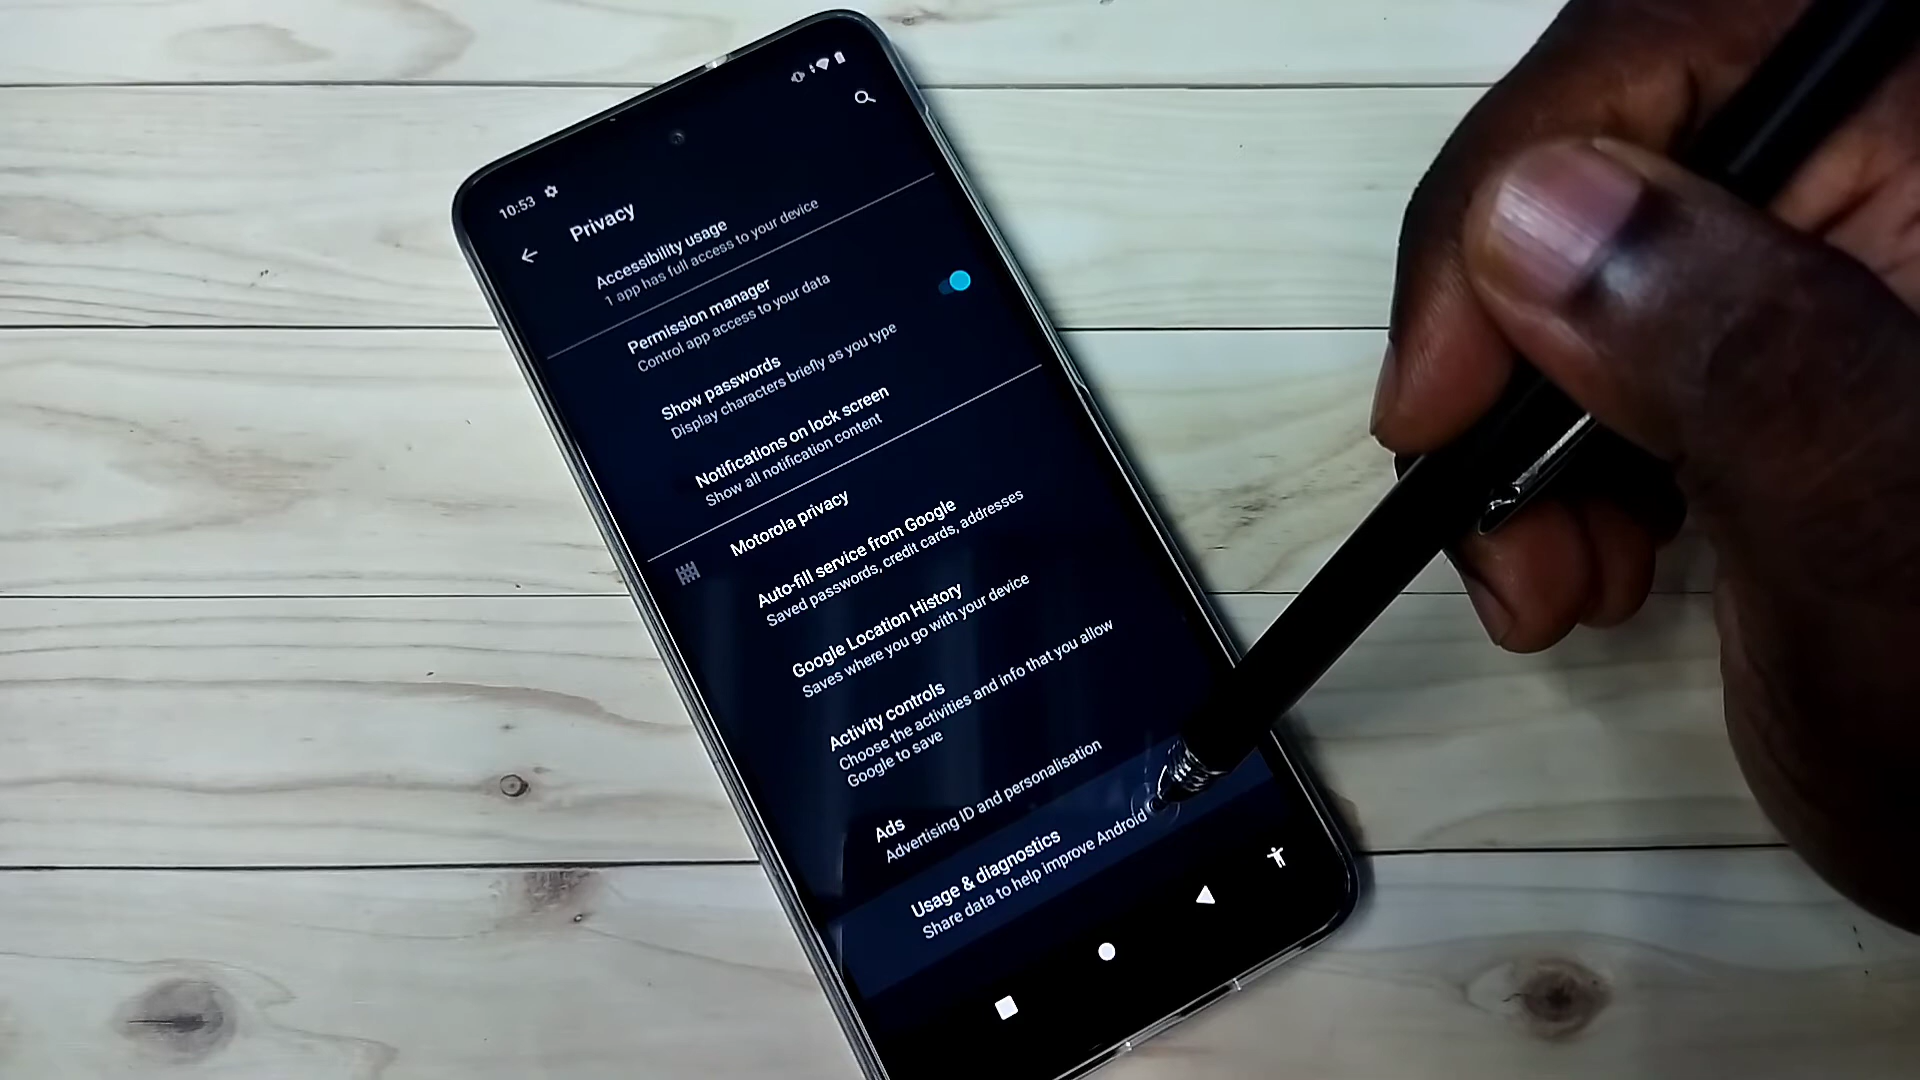 10:53
Privacy
Accessibility usage
1 app has full access to your device
Permission manager
Control app access to your data
Show passwords
Display characters briefly as you type
Notifications on lock screen
Show all notification content
Motorola privacy
Auto-fill service from Google
Saved passwords, credit cards, addresses
Google Location History
Saves where you go with your device
Activity controls
Choose the activities and info that you allow
Google to save
Ads
Advertising ID and personalisation
Usage & diagnostics
Share data to help improve Android